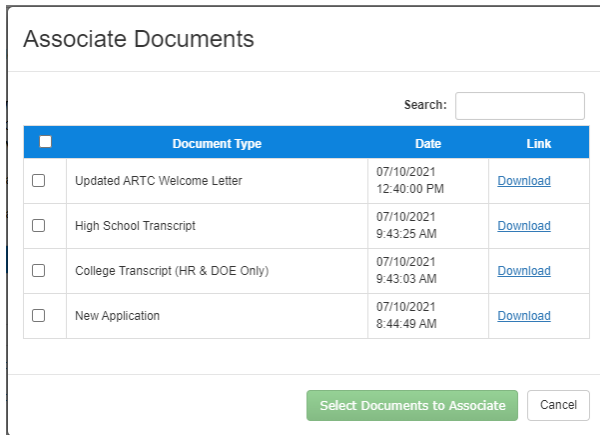 Associate Documents
Search:
Document Type Date Link
Updated ARTC Welcome Letter 07/10/2021 12:40:00 PM Download
High School Transcript 07/10/2021 9:43:25 AM Download
College Transcript (HR & DOE Only) 07/10/2021 9:43:03 AM Download
New Application 07/10/2021 8:44:49 AM Download
Select Documents to Associate Cancel